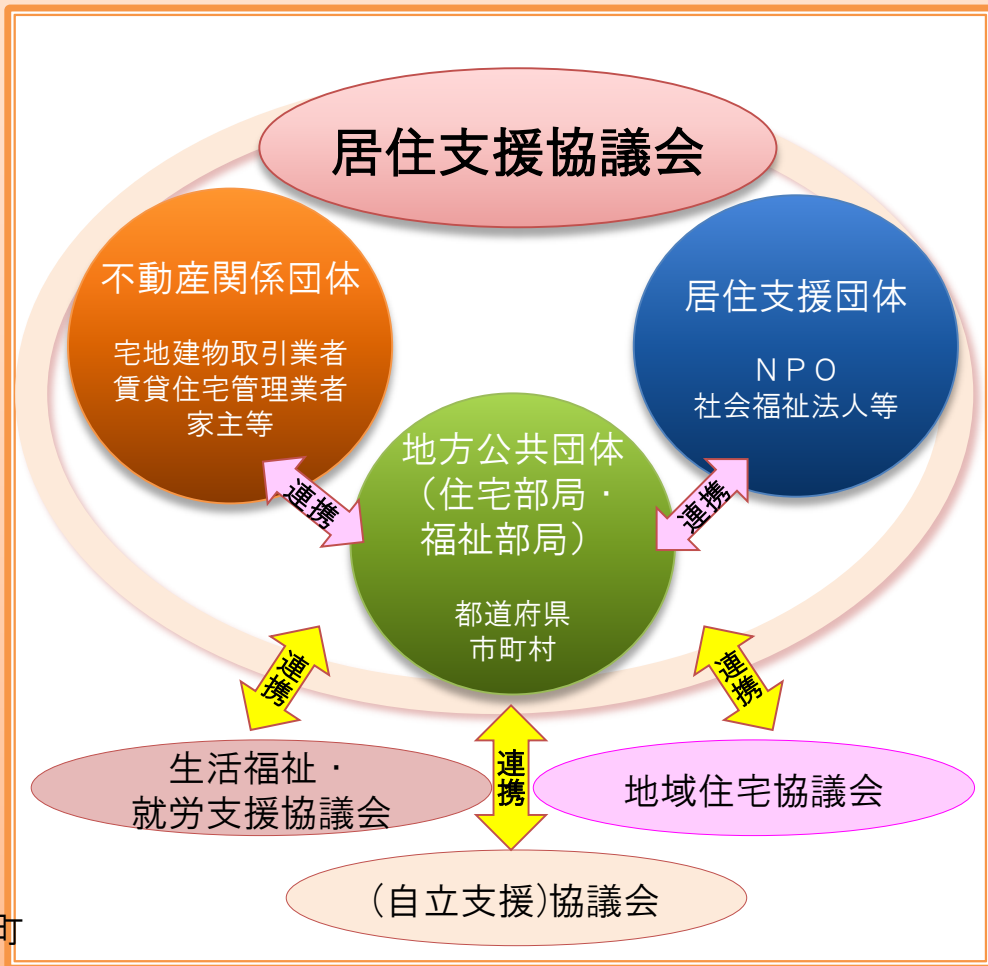 居住支援協議会
不動産関係団体
宅地建物取引業者
賃貸住宅管理業者
家主等
居住支援団体
ＮＰＯ
社会福祉法人等
地方公共団体
（住宅部局・
福祉部局）
都道府県
市町村
連携
連携
連携
連携
連携
生活福祉・
就労支援協議会
地域住宅協議会
（自立支援）協議会
町